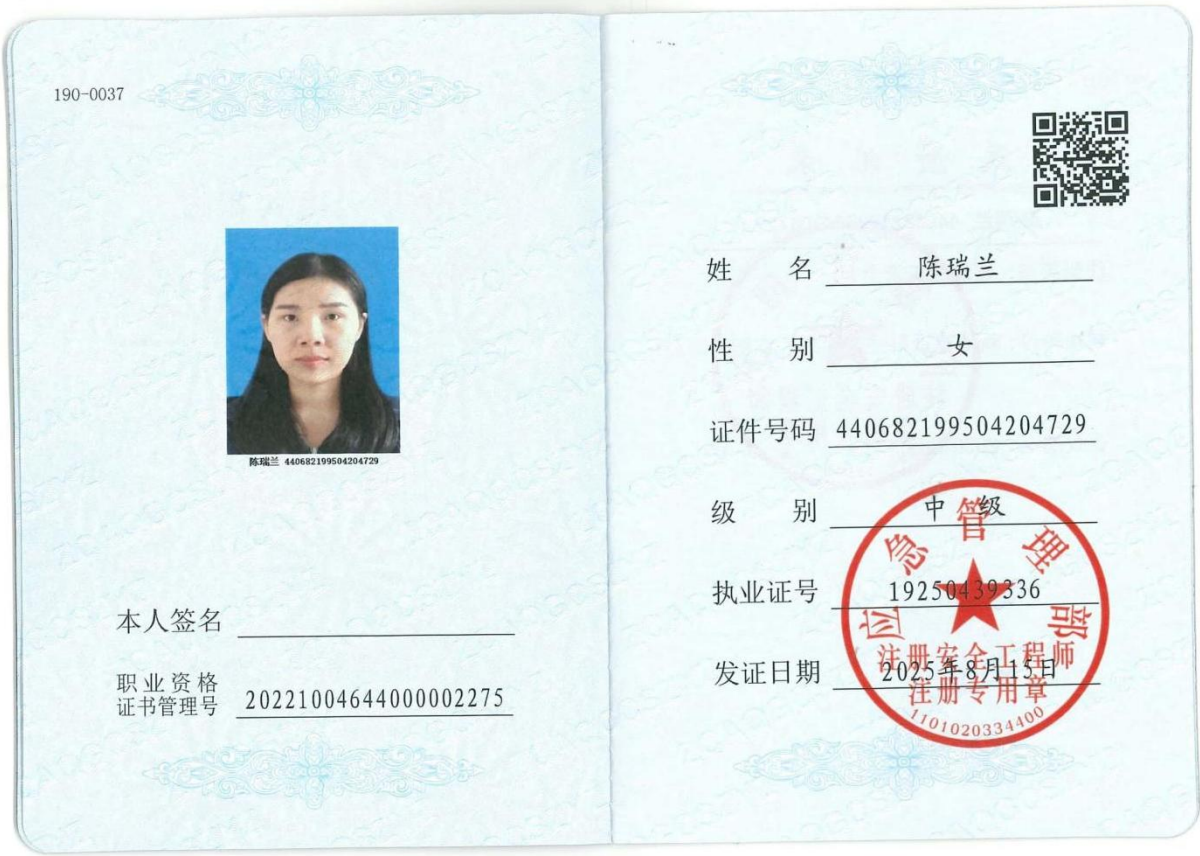 190-0037
陈瑞兰 440682199504204729
本人签名
职业资格
证书管理号 20221004644000002275
姓 名 陈瑞兰
性 别 女
证件号码 440682199504204729
级 别 中 级
执业证号 19250439336
发证日期 2025年8月15日
应急管理部
注册安全工程师
注册专用章
1101020334400